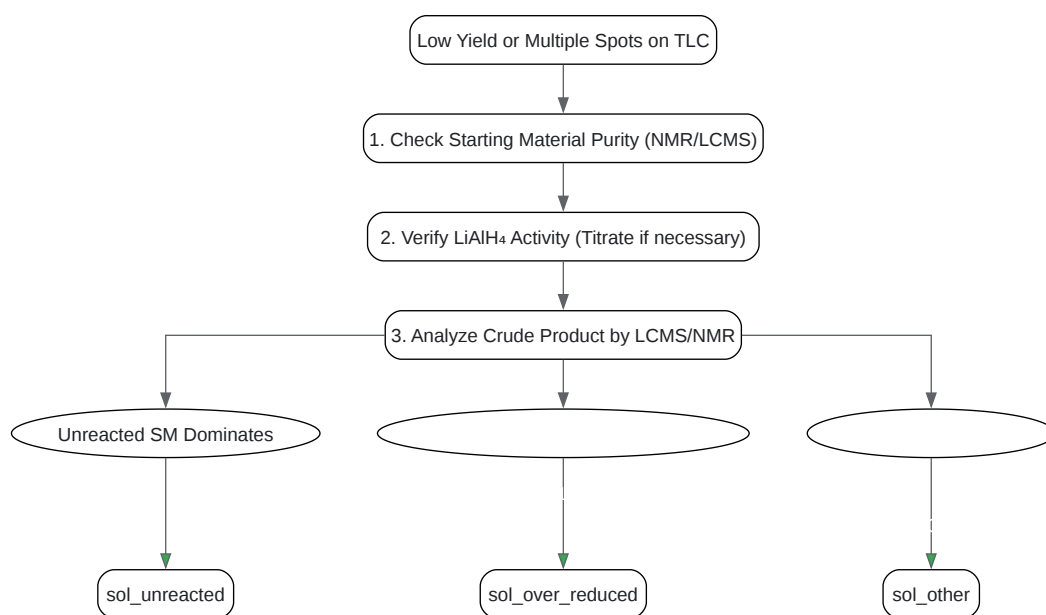 Low Yield or Multiple Spots on TLC
1. Check Starting Material Purity (NMR/LCMS)
2. Verify LiAlH₄ Activity (Titrate if necessary)
3. Analyze Crude Product by LCMS/NMR
Unreacted SM Dominates
sol_unreacted
sol_over_reduced
sol_other